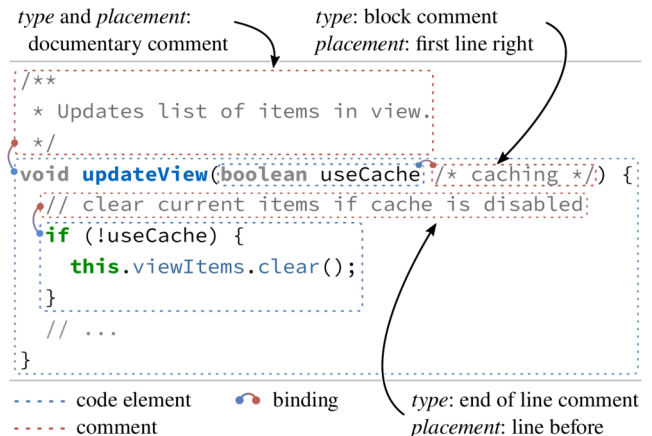 type and placement:
documentary comment
type: block comment
placement: first line right
/**
 * Updates list of items in view.
 */
void updateView(boolean useCache /* caching */) {
  // clear current items if cache is disabled
  if (!useCache) {
    this.viewItems.clear();
  }
  // ...
}
code element
binding
comment
type: end of line comment
placement: line before